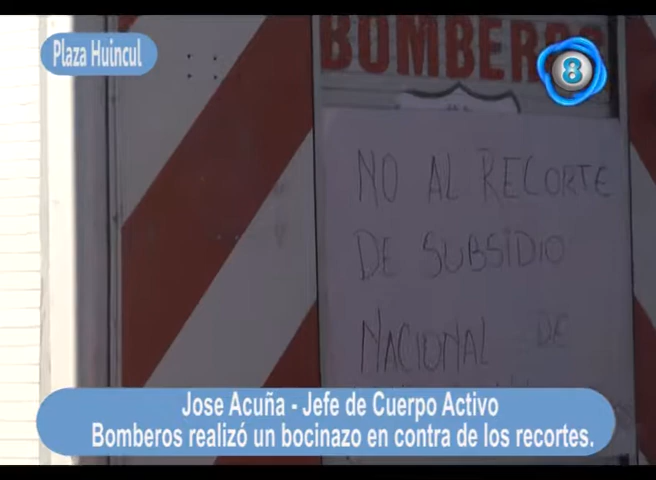 Plaza Huincul
BOMBEROS
8
NO AL RECORTE
DE SUBSIDIO
NACIONAL DE
Jose Acuña - Jefe de Cuerpo Activo
Bomberos realizó un bocinazo en contra de los recortes.